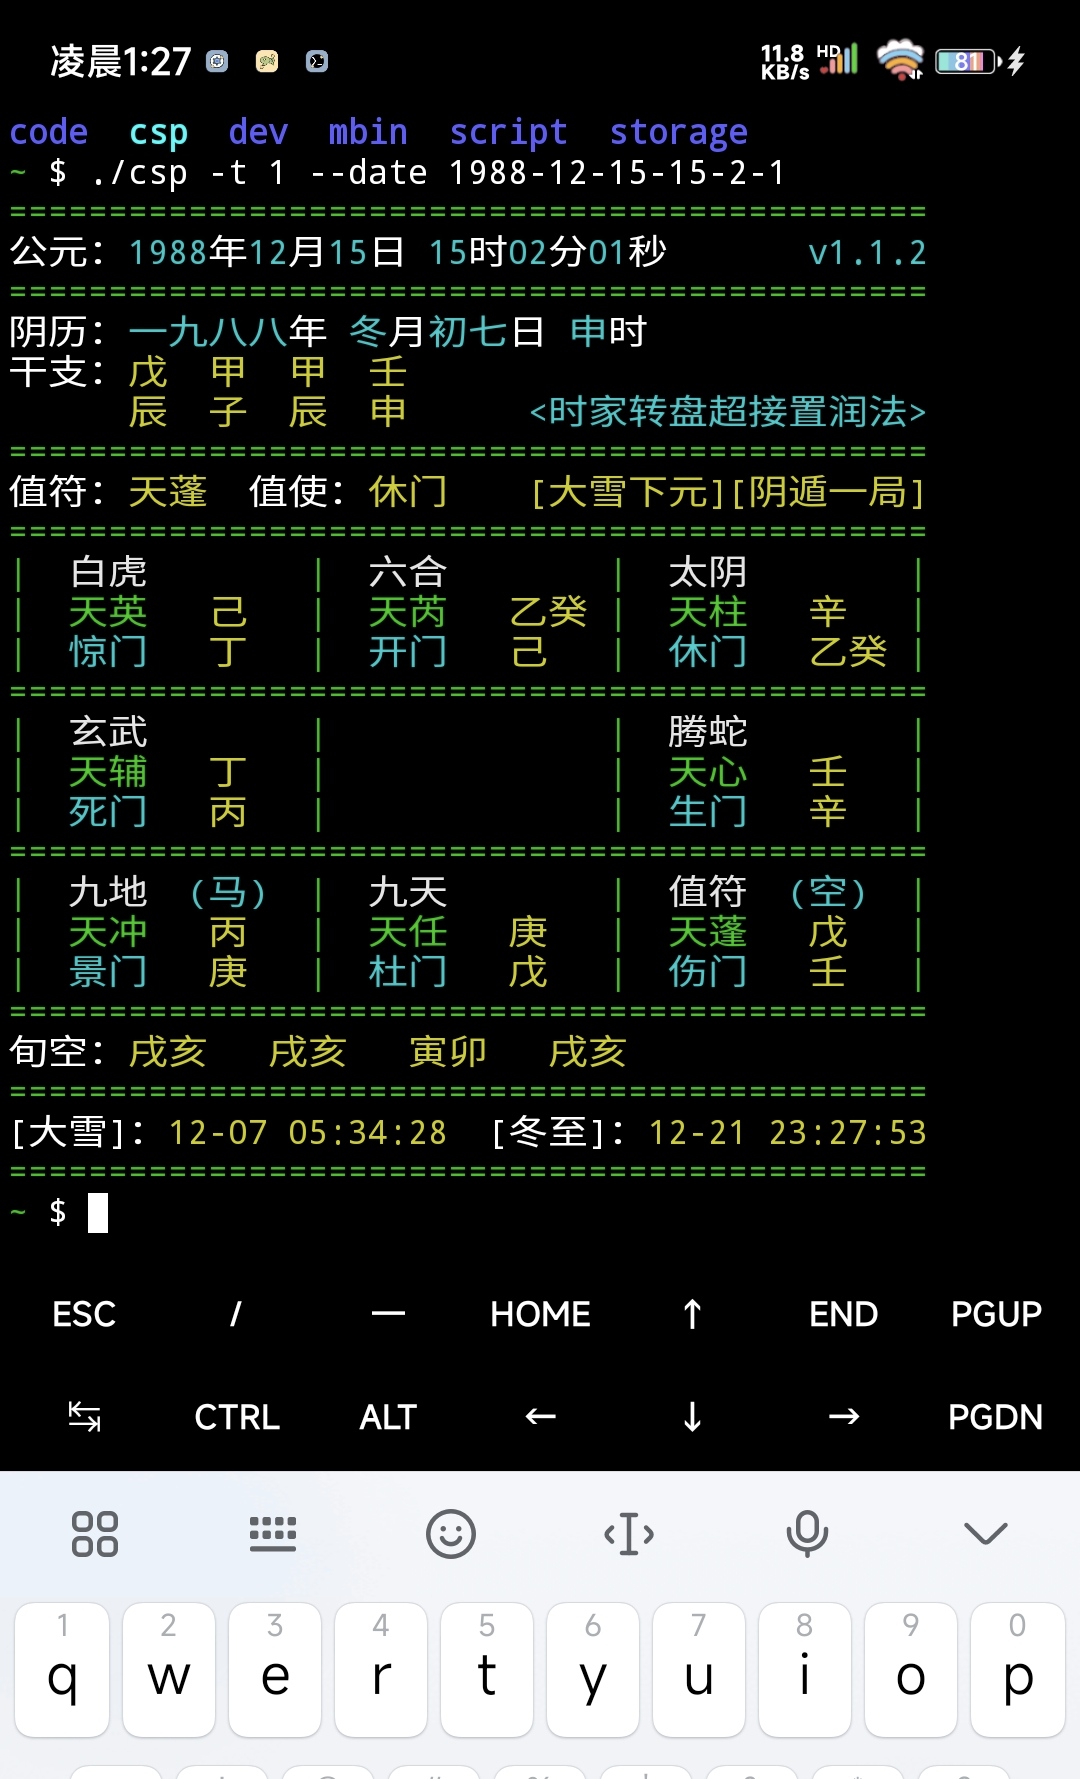 凌晨1:27 11.8 KB/s HD 81
code csp dev mbin script storage
~ $ ./csp -t 1 --date 1988-12-15-15-2-1
==============================================
公元: 1988年12月15日 15时02分01秒 v1.1.2
==============================================
阴历: 一九八八年 冬月初七日 申时
干支: 戊 甲 甲 壬
辰 子 辰 申 <时家转盘超接置润法>
==============================================
值符: 天蓬 值使: 休门 [大雪下元][阴遁一局]
==============================================
| 白虎 | 六合 | 太阴 |
| 天英 己 | 天芮 乙癸 | 天柱 辛 |
| 惊门 丁 | 开门 己 | 休门 乙癸 |
==============================================
| 玄武 | | 腾蛇 |
| 天辅 丁 | | 天心 壬 |
| 死门 丙 | | 生门 辛 |
==============================================
| 九地 (马) | 九天 | 值符 (空) |
| 天冲 丙 | 天任 庚 | 天蓬 戊 |
| 景门 庚 | 杜门 戊 | 伤门 壬 |
==============================================
旬空: 戌亥 戌亥 寅卯 戌亥
==============================================
[大雪]: 12-07 05:34:28 [冬至]: 12-21 23:27:53
==============================================
~ $
ESC / — HOME ↑ END PGUP
↹ CTRL ALT ← ↓ → PGDN
1 2 3 4 5 6 7 8 9 0
q w e r t y u i o p